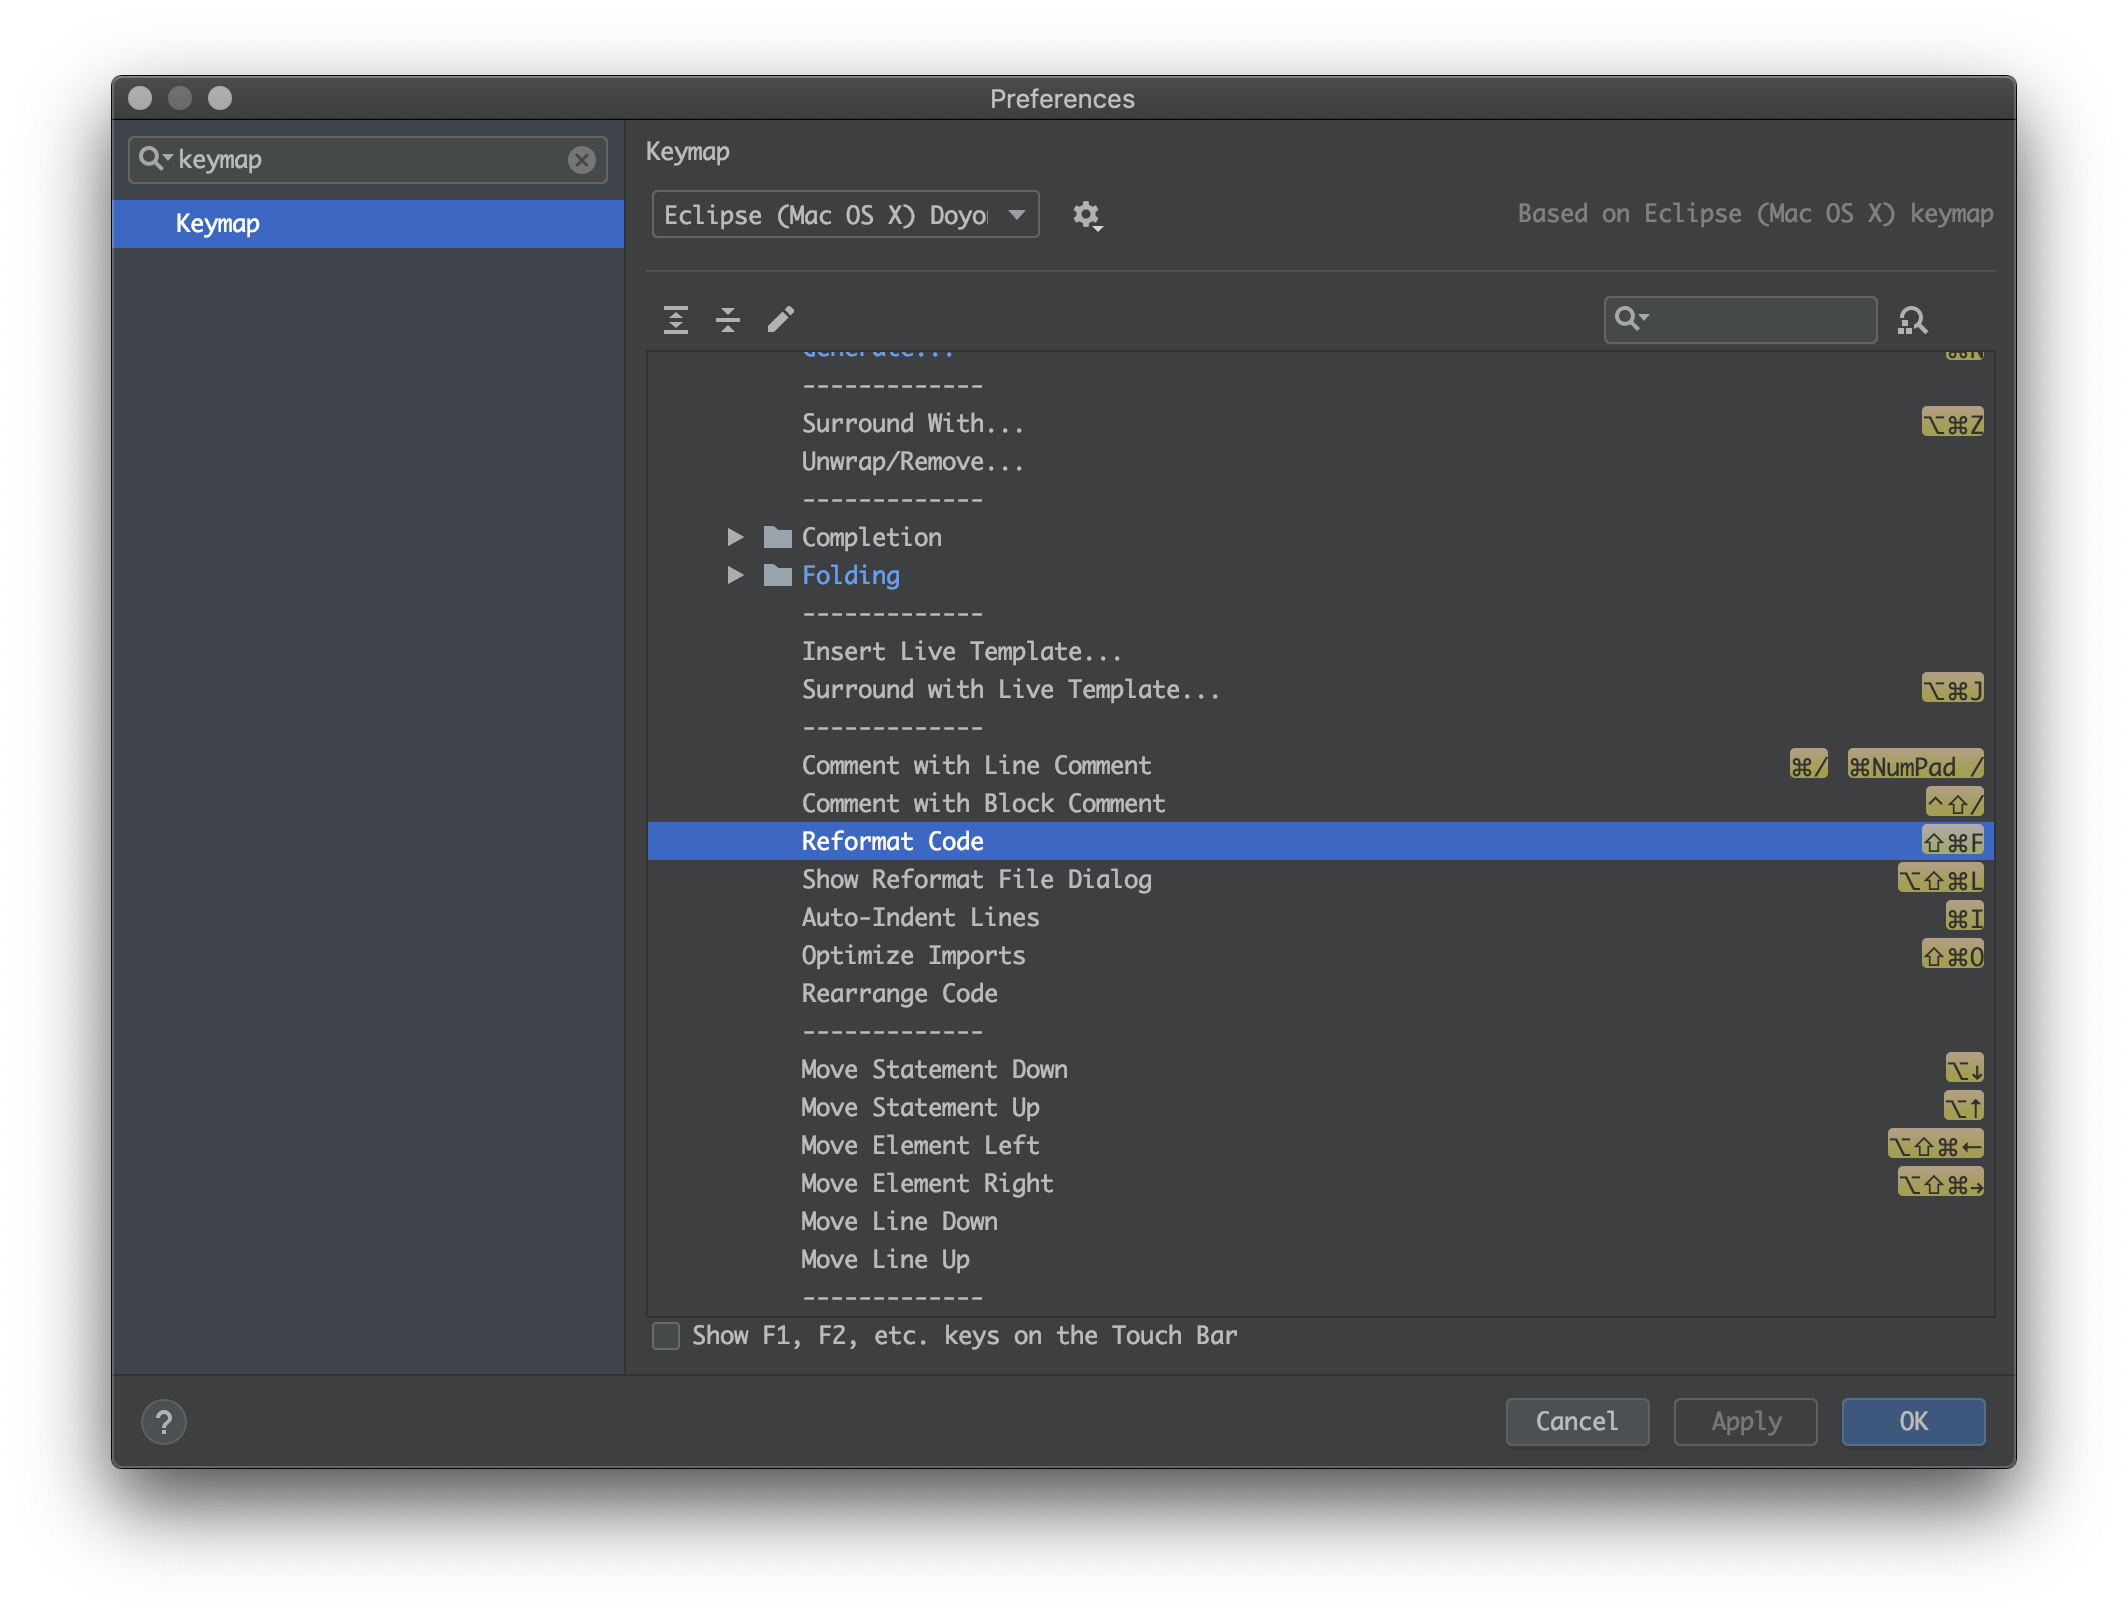 Preferences
keymap
Keymap
Keymap
Eclipse (Mac OS X)
Based on Eclipse (Mac OS X) keymap
Generate...
-------------
Surround With... ⌥⌘Z
Unwrap/Remove...
-------------
Completion
Folding
-------------
Insert Live Template...
Surround with Live Template... ⌥⌘J
-------------
Comment with Line Comment ⌘/ ⌘NumPad /
Comment with Block Comment ^⇧/
Reformat Code ⇧⌘F
Show Reformat File Dialog ⌥⇧⌘L
Auto-Indent Lines ⌘I
Optimize Imports ⇧⌘O
Rearrange Code
-------------
Move Statement Down ⌥↓
Move Statement Up ⌥↑
Move Element Left ⌥⇧⌘←
Move Element Right ⌥⇧⌘→
Move Line Down
Move Line Up
-------------
Show F1, F2, etc. keys on the Touch Bar
? Cancel Apply OK